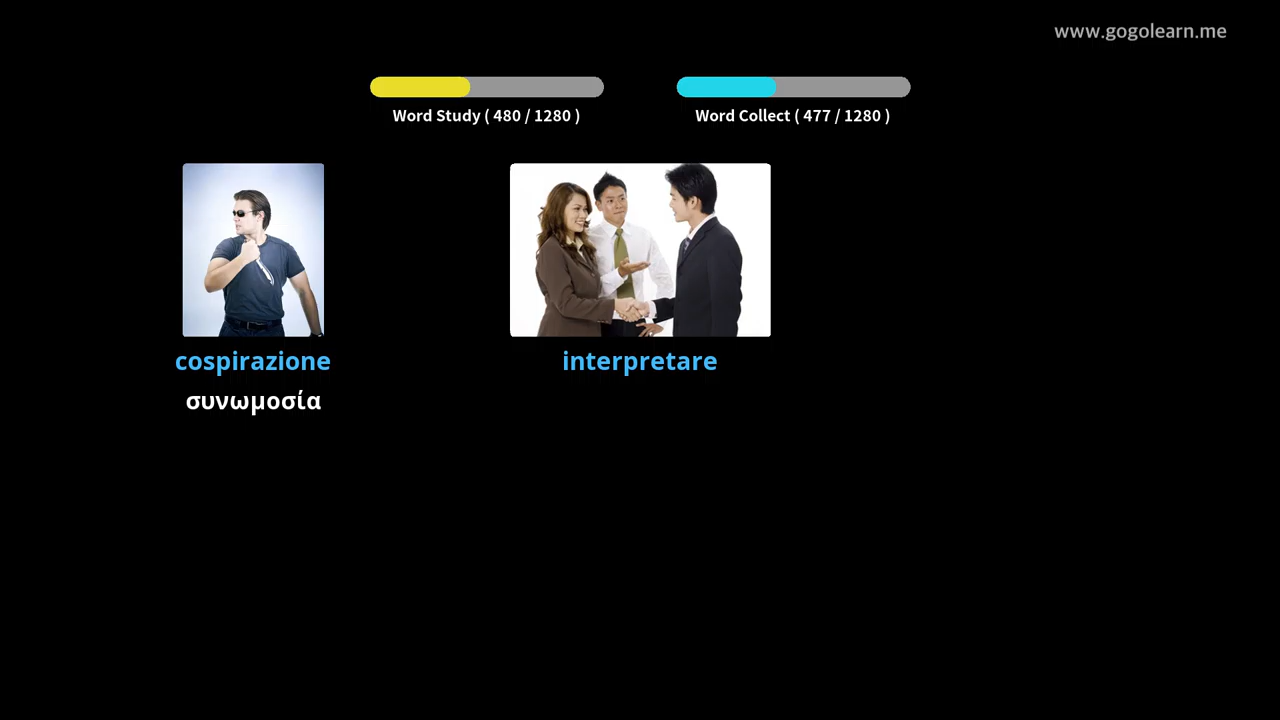 www.gogolearn.me
Word Study ( 480 / 1280 )
Word Collect ( 477 / 1280 )
cospirazione
interpretare
συνωμοσία